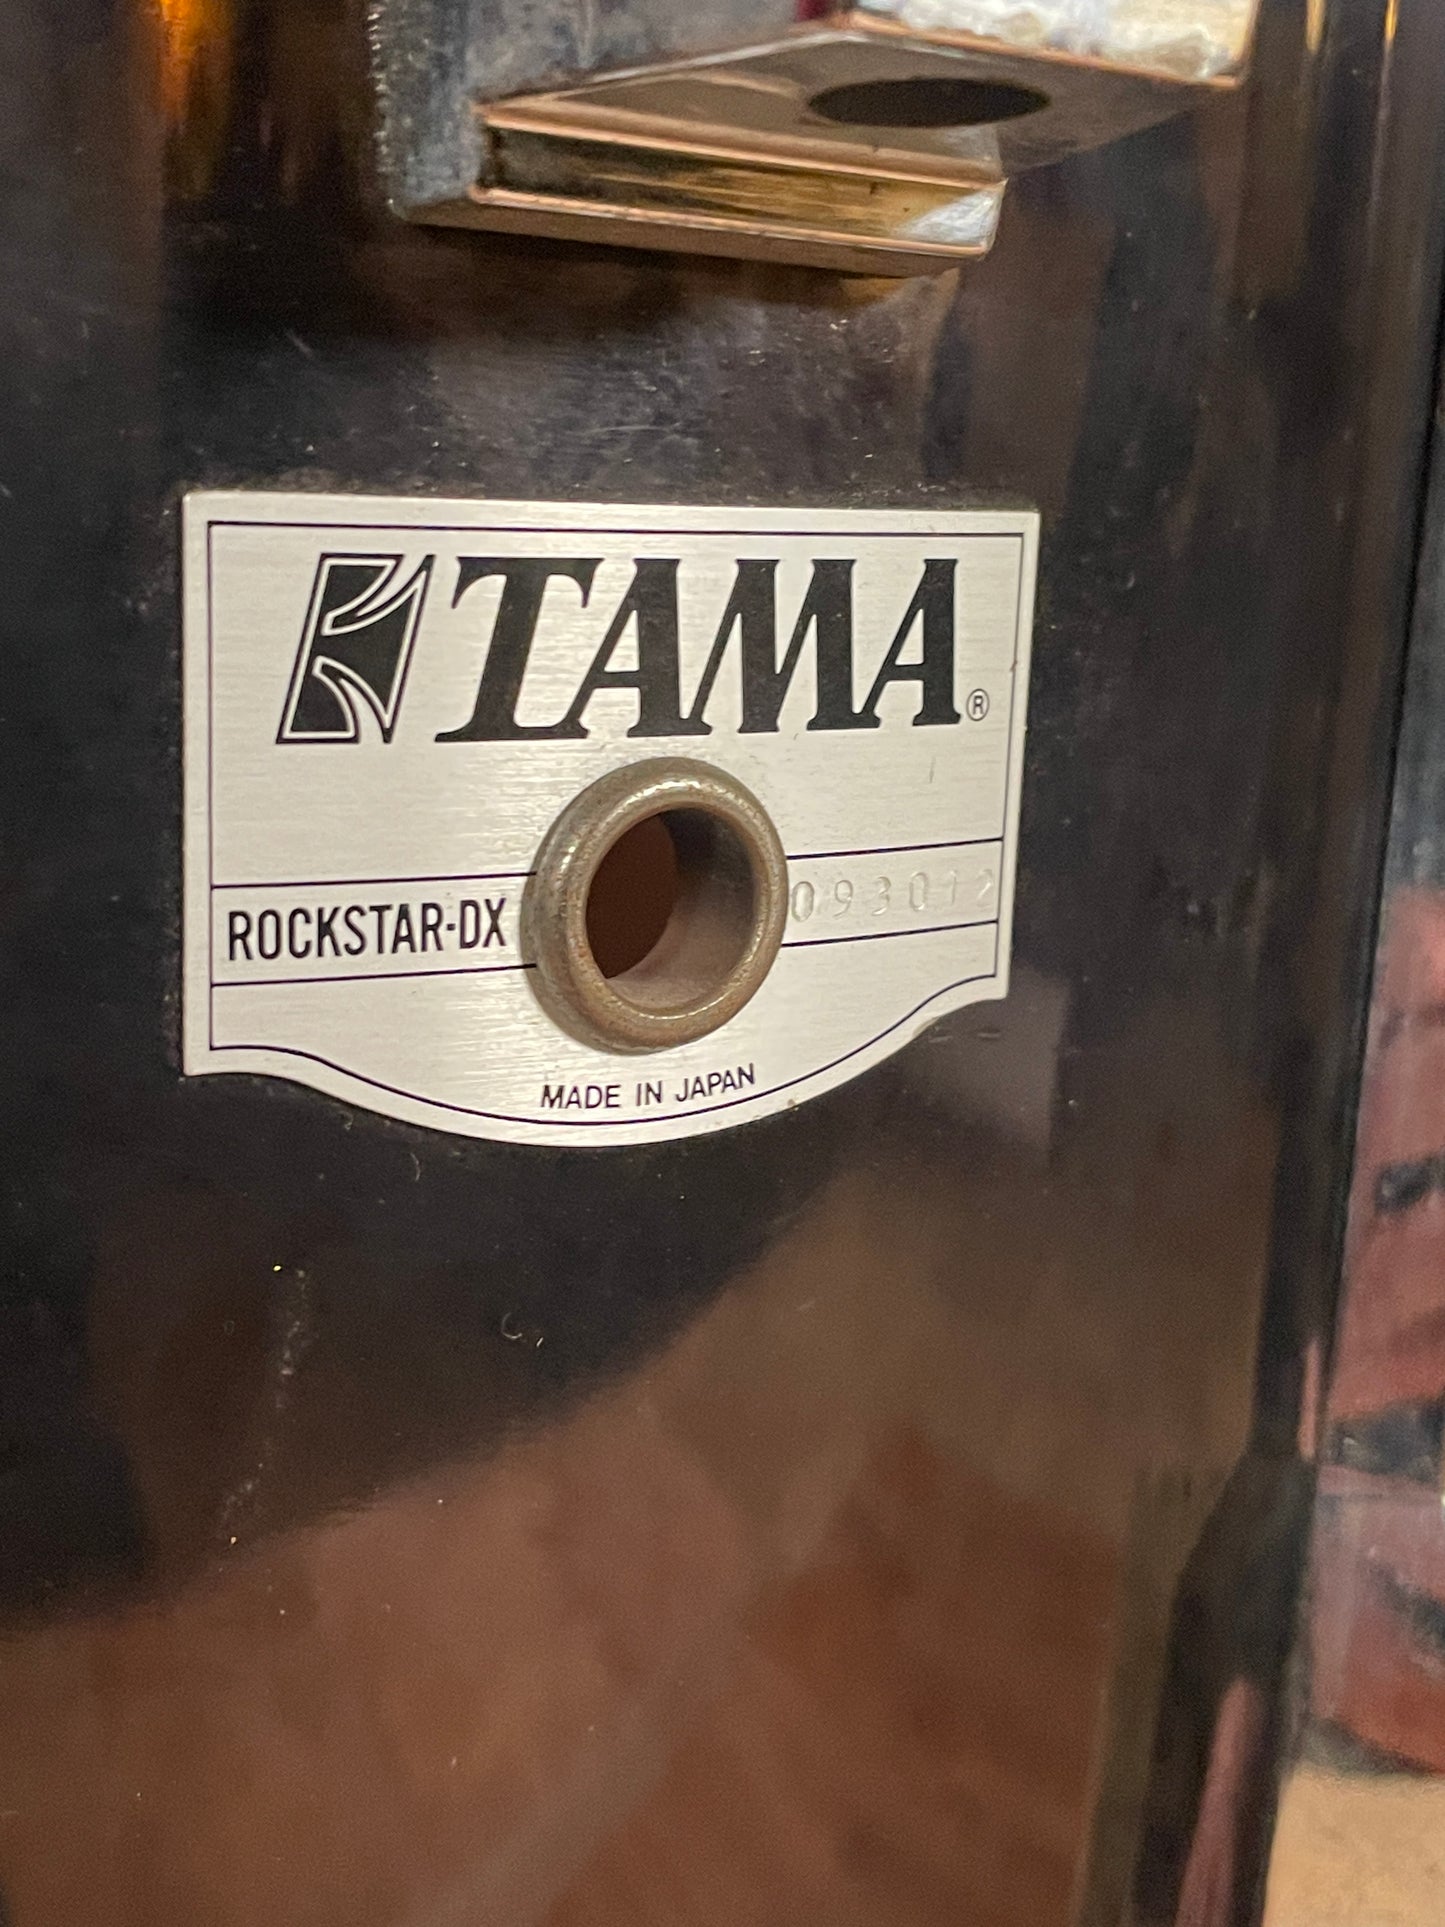 TAMA®
ROCKSTAR-DX 093012
MADE IN JAPAN